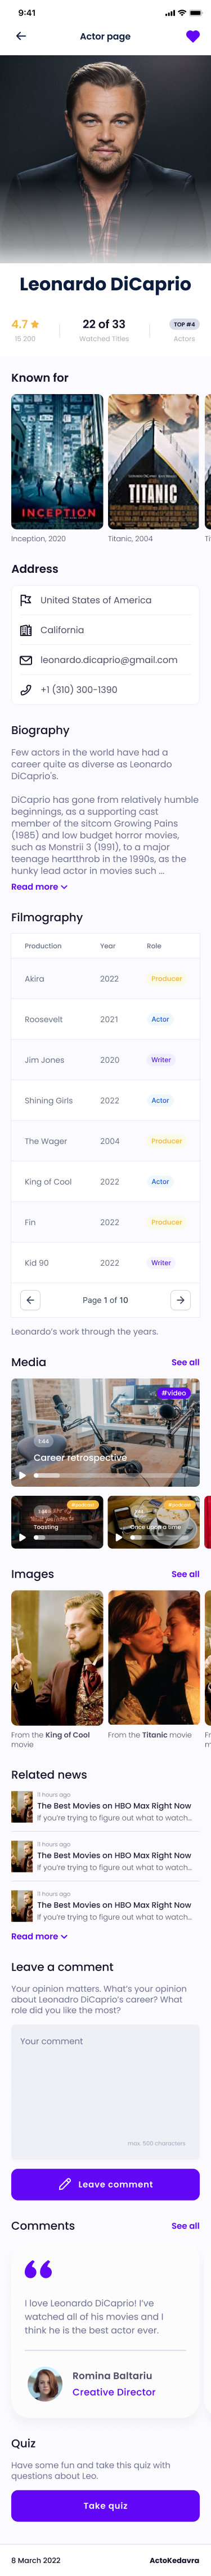 9:41
Actor page
Leonardo DiCaprio
4.7
22 of 33
TOP #4
15 200
Watched Titles
Actors
Known for
INCEPTION
TITANIC
Inception, 2020
Titanic, 2004
Ti
Address
United States of America
California
leonardo.dicaprio@gmail.com
+1 (310) 300-1390
Biography
Few actors in the world have had a
career quite as diverse as Leonardo
DiCaprio's.
DiCaprio has gone from relatively humble
beginnings, as a supporting cast
member of the sitcom Growing Pains
(1985) and low budget horror movies,
such as Monstrii 3 (1991), to a major
teenage heartthrob in the 1990s, as the
hunky lead actor in movies such ...
Read more
Filmography
Production Year Role
Akira 2022 Producer
Roosevelt 2021 Actor
Jim Jones 2020 Writer
Shining Girls 2022 Actor
The Wager 2004 Producer
King of Cool 2022 Actor
Fin 2022 Producer
Kid 90 2022 Writer
Page 1 of 10
Leonardo's work through the years.
Media
See all
#video
1:44
Career retrospective
#podcast
Toasting
#podcast
Once upon a time
Images
See all
From the King of Cool
movie
From the Titanic movie
Fr
m
Related news
11 hours ago
The Best Movies on HBO Max Right Now
If you're trying to figure out what to watch...
11 hours ago
The Best Movies on HBO Max Right Now
If you're trying to figure out what to watch...
11 hours ago
The Best Movies on HBO Max Right Now
If you're trying to figure out what to watch...
Read more
Leave a comment
Your opinion matters. What's your opinion
about Leonadro DiCaprio's career? What
role did you like the most?
Your comment
max. 500 characters
Leave comment
Comments
See all
I love Leonardo DiCaprio! I've
watched all of his movies and I
think he is the best actor ever.
Romina Baltariu
Creative Director
Quiz
Have some fun and take this quiz with
questions about Leo.
Take quiz
8 March 2022
ActoKedavra